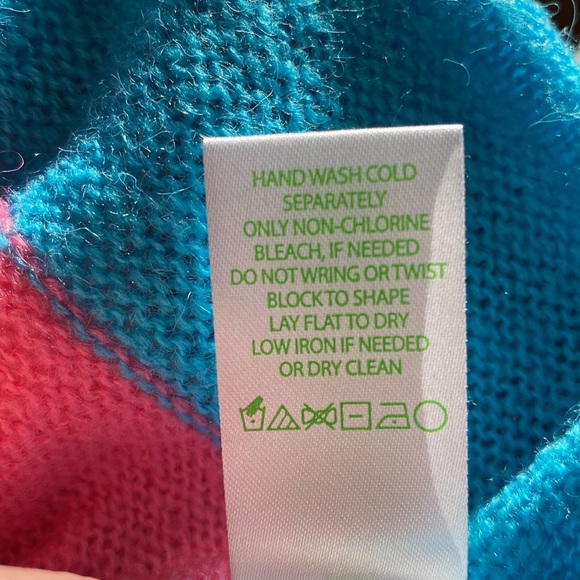 HAND WASH COLD
SEPARATELY
ONLY NON-CHLORINE
BLEACH, IF NEEDED
DO NOT WRING OR TWIST
BLOCK TO SHAPE
LAY FLAT TO DRY
LOW IRON IF NEEDED
OR DRY CLEAN